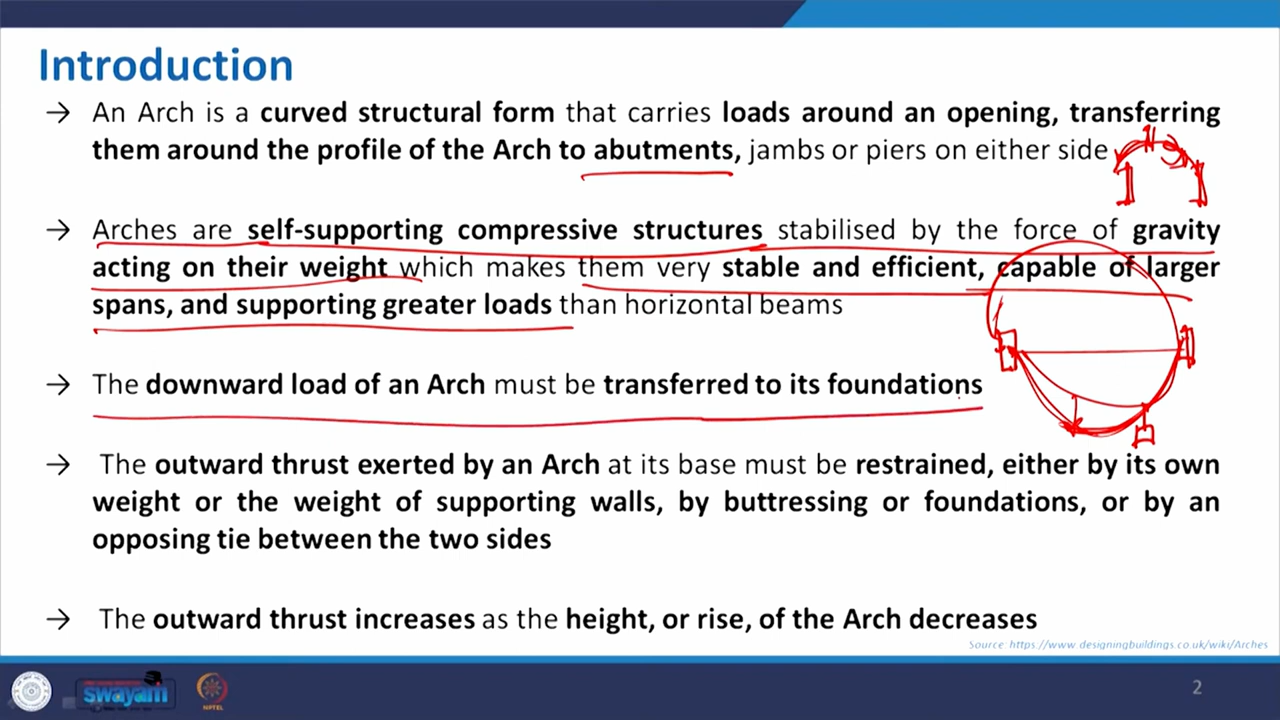 Introduction
→ An Arch is a curved structural form that carries loads around an opening, transferring
them around the profile of the Arch to abutments, jambs or piers on either side
→ Arches are self-supporting compressive structures stabilised by the force of gravity
acting on their weight which makes them very stable and efficient, capable of larger
spans, and supporting greater loads than horizontal beams
→ The downward load of an Arch must be transferred to its foundations
→ The outward thrust exerted by an Arch at its base must be restrained, either by its own
weight or the weight of supporting walls, by buttressing or foundations, or by an
opposing tie between the two sides
→ The outward thrust increases as the height, or rise, of the Arch decreases
Source: https://www.designingbuildings.co.uk/wiki/Arches
swayam
NPTEL
2